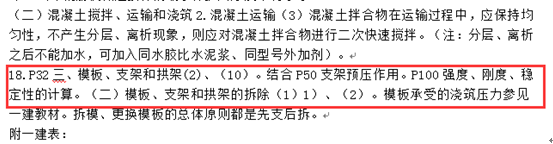 （二）混凝土搅拌、运输和浇筑 2.混凝土运输（3）混凝土拌合物在运输过程中，应保持均
匀性，不产生分层、离析现象，则应对混凝土拌合物进行二次快速搅拌。（注：分层、离析
之后不能加水，可加入同水胶比水泥浆、同型号外加剂）。
18.P32 三、模板、支架和拱架(2)、（10）。结合 P50 支架预压作用。P100 强度、刚度、稳
定性的计算。（二）模板、支架和拱架的拆除（1）1）、（2）。模板承受的浇筑压力参见
一建教材。拆模、更换模板的总体原则都是先支后拆。
附一建表：